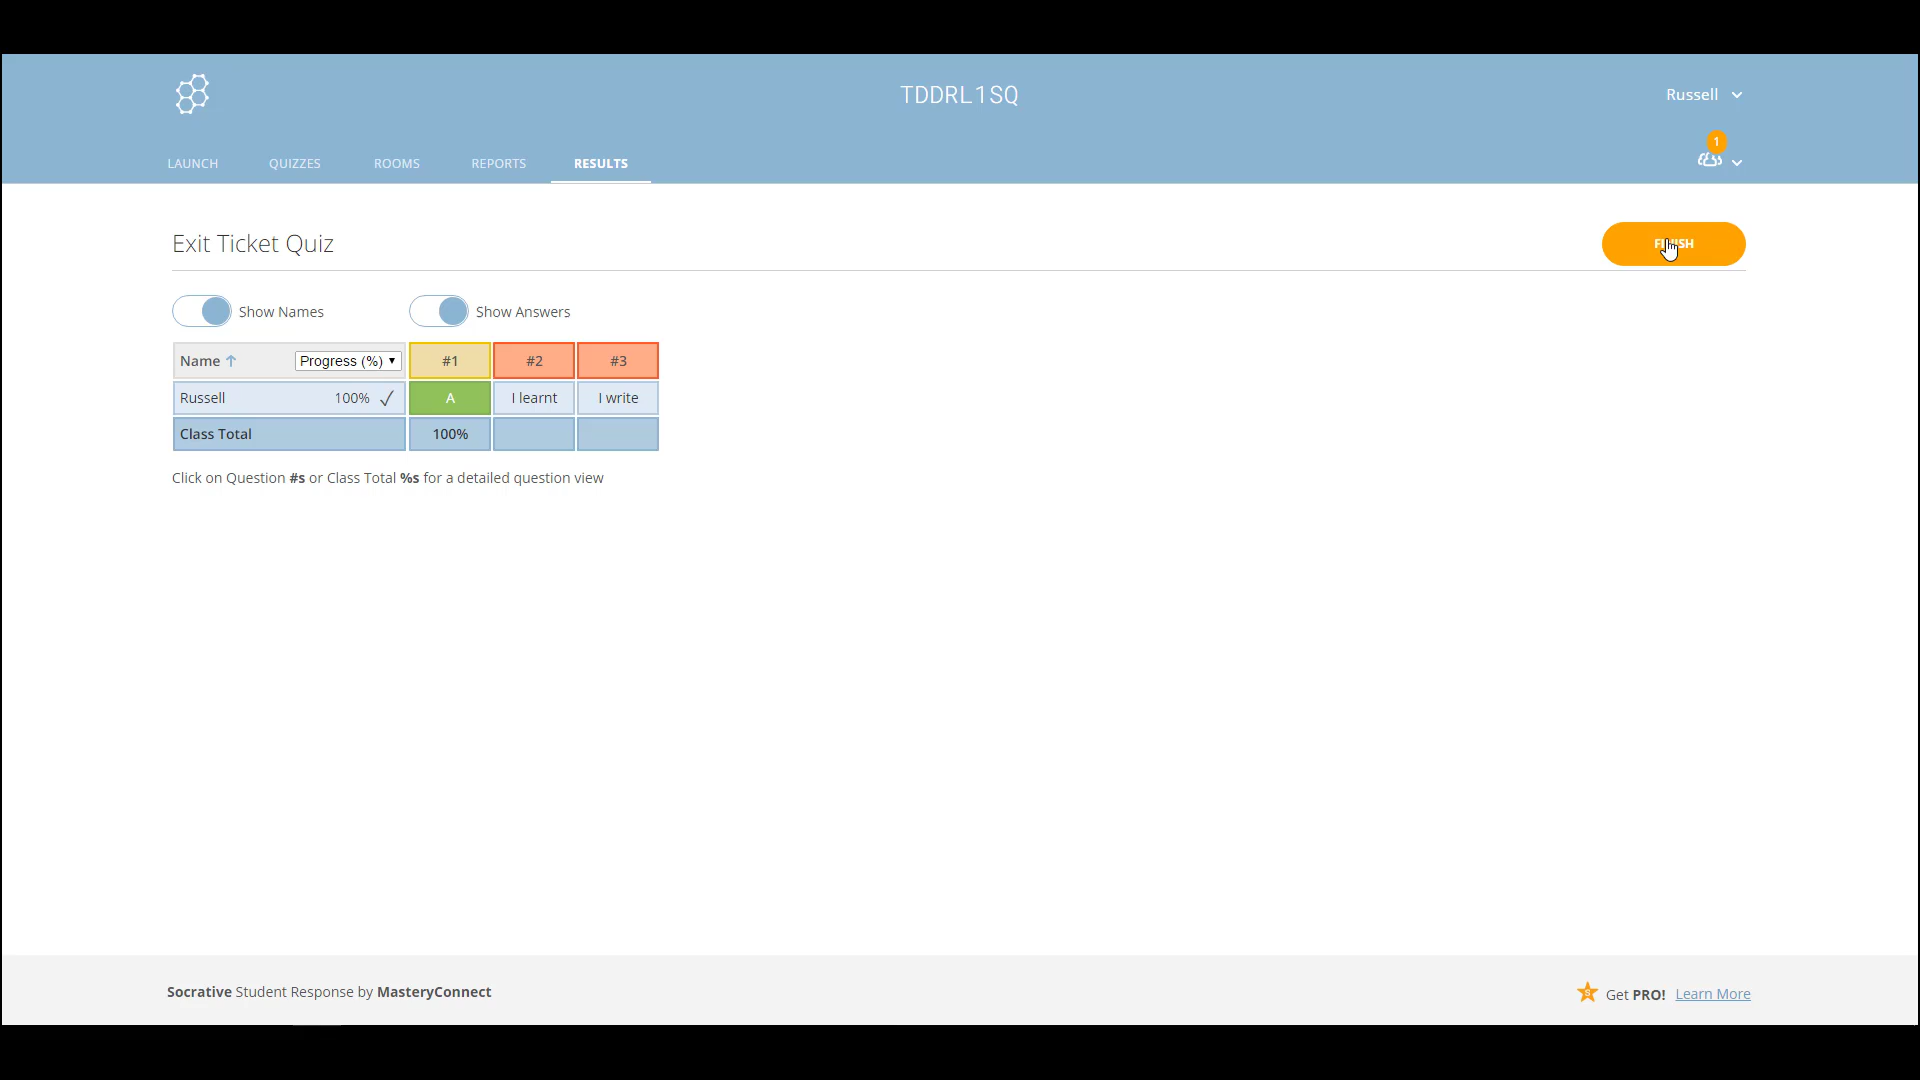 TDDRL1SQ
Russell
1
LAUNCH QUIZZES ROOMS REPORTS RESULTS
Exit Ticket Quiz
FINISH
Show Names Show Answers
Name Progress (%) #1 #2 #3
Russell 100% A I learnt I write
Class Total 100%
Click on Question #s or Class Total %s for a detailed question view
Socrative Student Response by MasteryConnect
Get PRO! Learn More